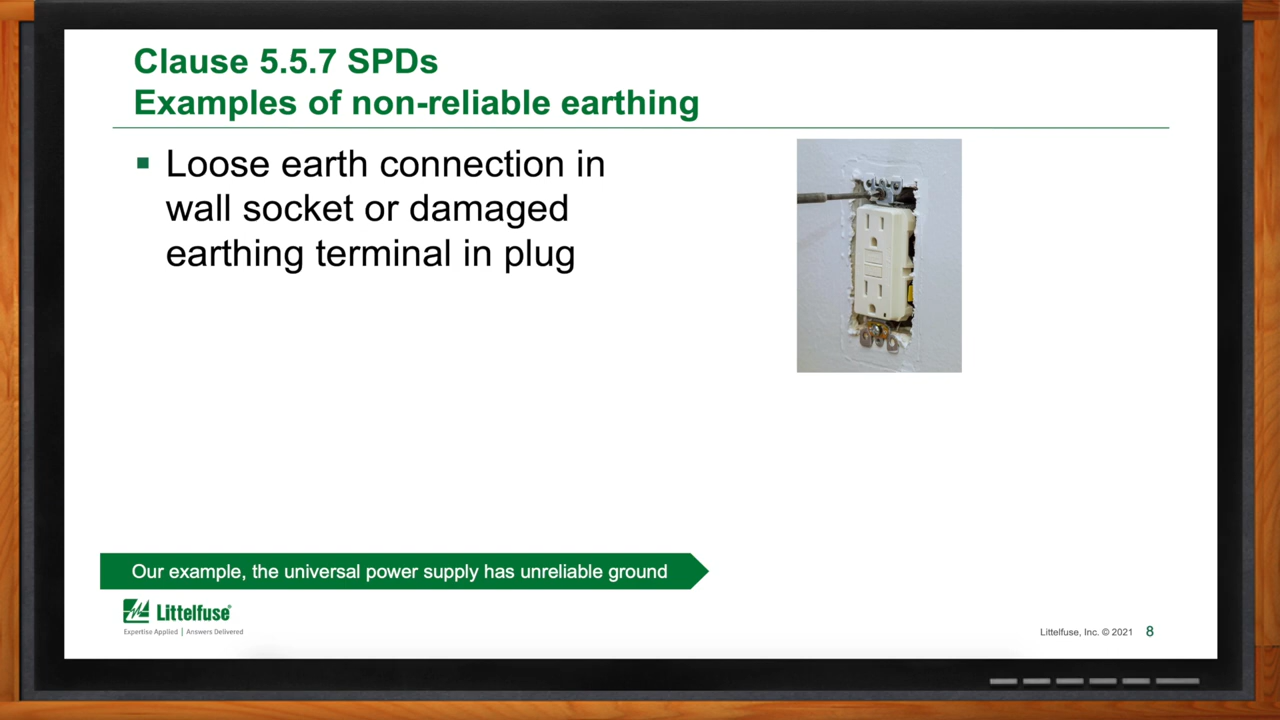 Clause 5.5.7 SPDs
Examples of non-reliable earthing
▪ Loose earth connection in
wall socket or damaged
earthing terminal in plug
Our example, the universal power supply has unreliable ground
Littelfuse®
Expertise Applied | Answers Delivered
Littelfuse, Inc. © 2021 8